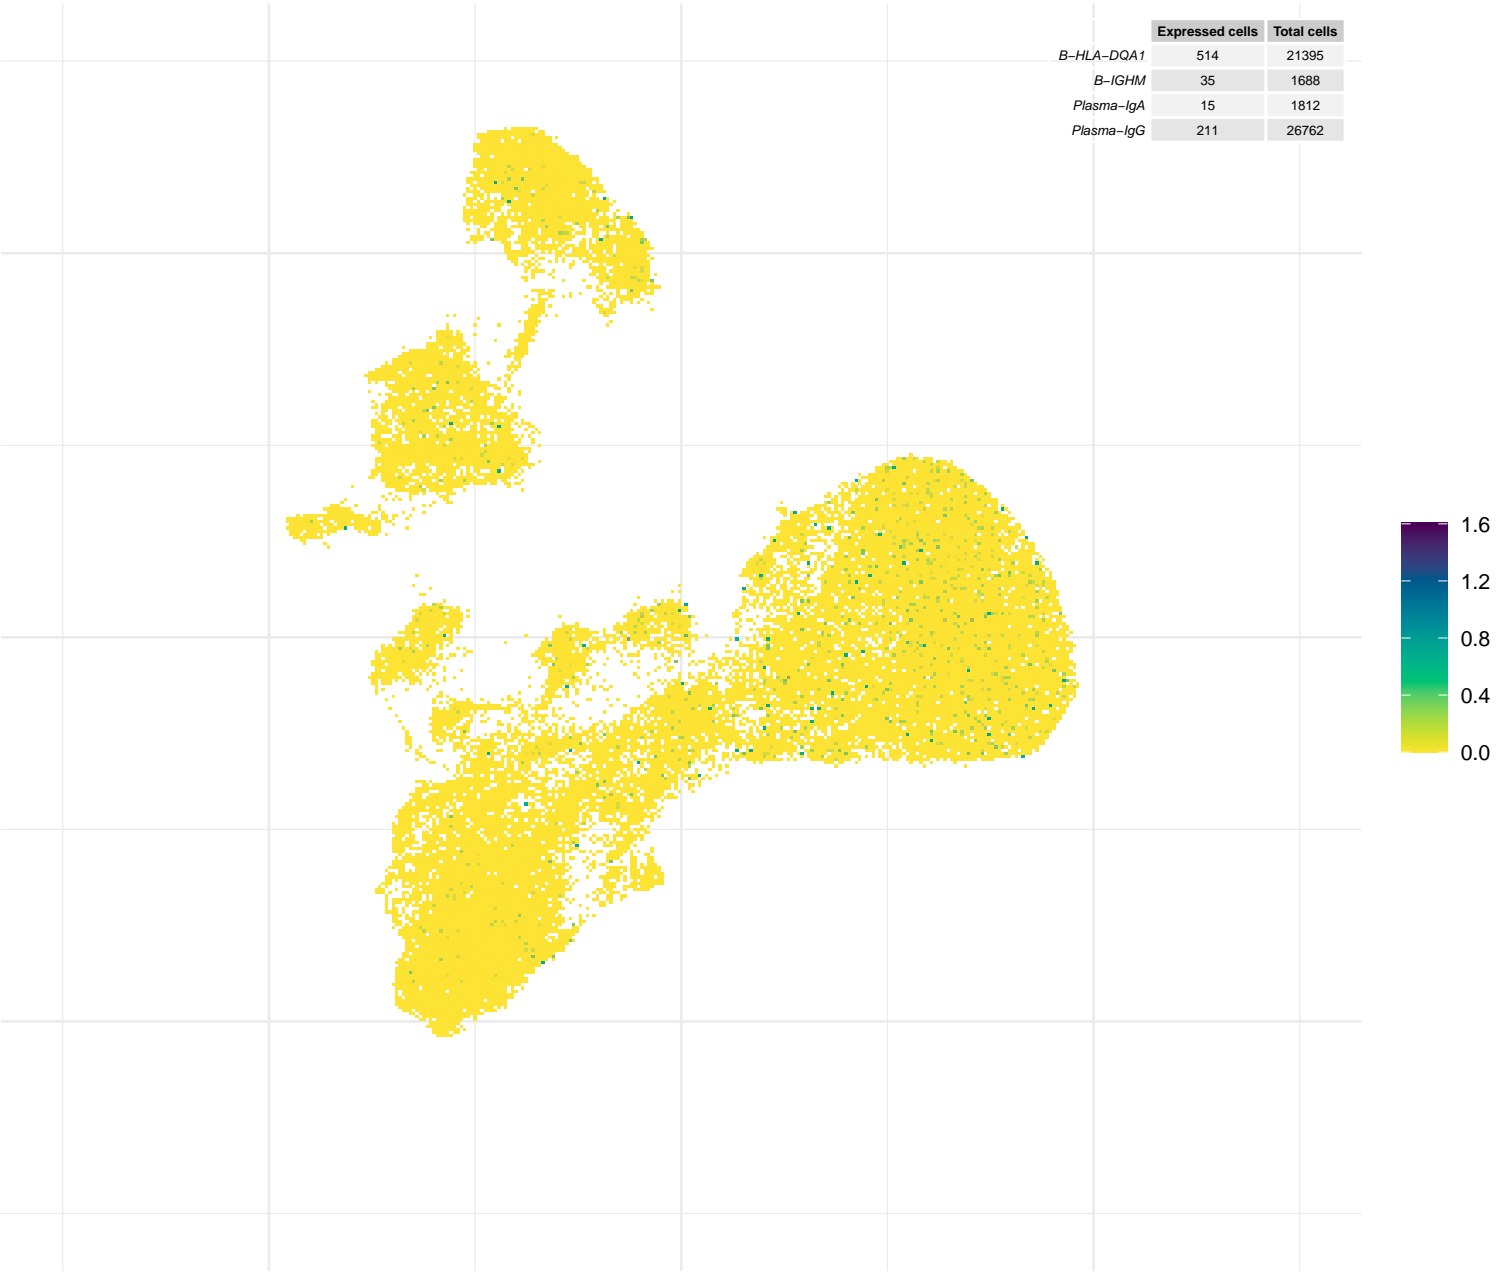 Expressed cells Total cells
B−HLA−DQA1 514 21395
B−IGHM 35 1688
Plasma−IgA 15 1812
Plasma−IgG 211 26762
1.6
1.2
0.8
0.4
0.0